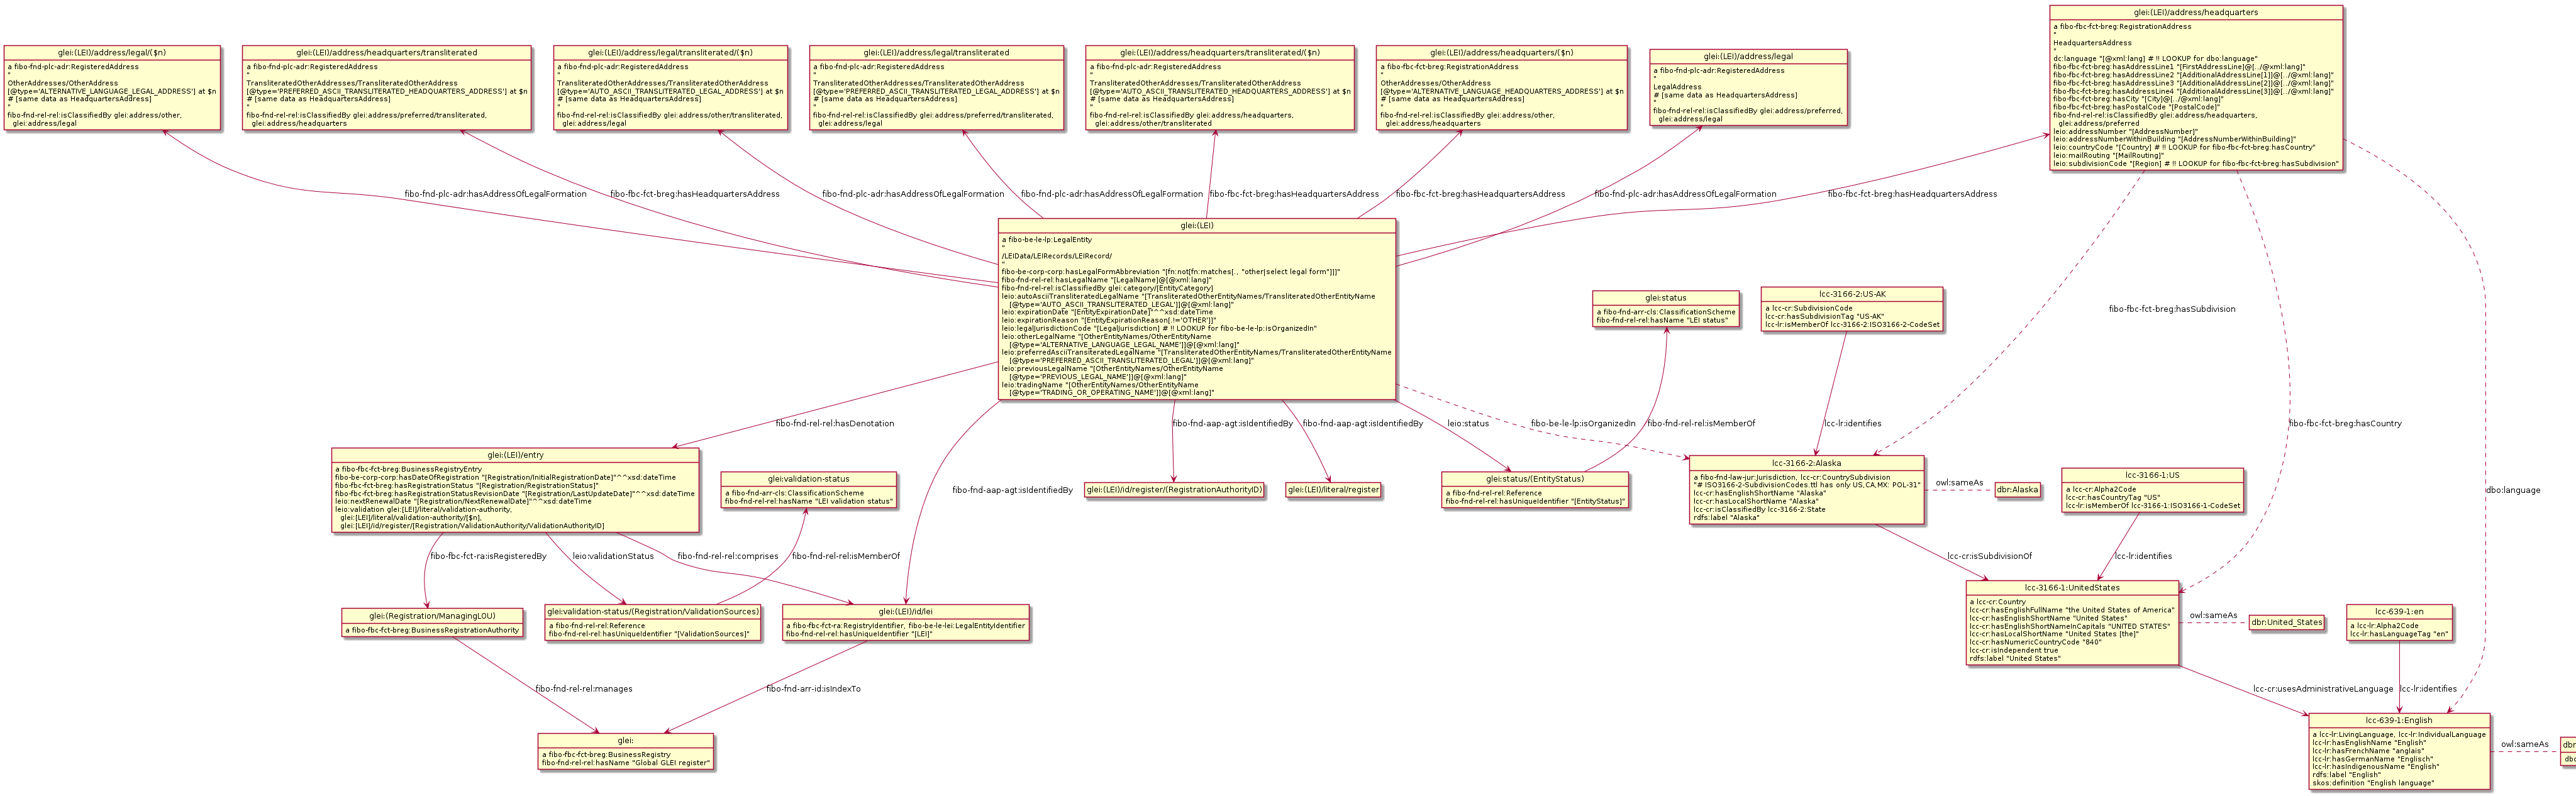 glei:(LEI)/address/legal/($n)
a fibo-fnd-plc-adr:RegisteredAddress
"
OtherAddresses/OtherAddress
[@type='ALTERNATIVE_LANGUAGE_LEGAL_ADDRESS'] at $n
# [same data as HeadquartersAddress]
"
fibo-fnd-rel-rel:isClassifiedBy glei:address/other,
glei:address/legal
glei:(LEI)/address/headquarters/transliterated
a fibo-fnd-plc-adr:RegisteredAddress
"
TransliteratedOtherAddresses/TransliteratedOtherAddress
[@type='PREFERRED_ASCII_TRANSLITERATED_HEADQUARTERS_ADDRESS'] at $n
# [same data as HeadquartersAddress]
"
fibo-fnd-rel-rel:isClassifiedBy glei:address/preferred/transliterated,
glei:address/headquarters
glei:(LEI)/address/legal/transliterated/($n)
a fibo-fnd-plc-adr:RegisteredAddress
"
TransliteratedOtherAddresses/TransliteratedOtherAddress
[@type='AUTO_ASCII_TRANSLITERATED_LEGAL_ADDRESS'] at $n
# [same data as HeadquartersAddress]
"
fibo-fnd-rel-rel:isClassifiedBy glei:address/other/transliterated,
glei:address/legal
glei:(LEI)/address/legal/transliterated
a fibo-fnd-plc-adr:RegisteredAddress
"
TransliteratedOtherAddresses/TransliteratedOtherAddress
[@type='PREFERRED_ASCII_TRANSLITERATED_LEGAL_ADDRESS'] at $n
# [same data as HeadquartersAddress]
"
fibo-fnd-rel-rel:isClassifiedBy glei:address/preferred/transliterated,
glei:address/legal
glei:(LEI)/address/headquarters/transliterated/($n)
a fibo-fnd-plc-adr:RegisteredAddress
"
TransliteratedOtherAddresses/TransliteratedOtherAddress
[@type='AUTO_ASCII_TRANSLITERATED_HEADQUARTERS_ADDRESS'] at $n
# [same data as HeadquartersAddress]
"
fibo-fnd-rel-rel:isClassifiedBy glei:address/headquarters,
glei:address/other/transliterated
glei:(LEI)/address/headquarters/($n)
a fibo-fbc-fct-breg:RegistrationAddress
"
OtherAddresses/OtherAddress
[@type='ALTERNATIVE_LANGUAGE_HEADQUARTERS_ADDRESS'] at $n
# [same data as HeadquartersAddress]
"
fibo-fnd-rel-rel:isClassifiedBy glei:address/other,
glei:address/headquarters
glei:(LEI)/address/legal
a fibo-fnd-plc-adr:RegisteredAddress
"
LegalAddress
# [same data as HeadquartersAddress]
"
fibo-fnd-rel-rel:isClassifiedBy glei:address/preferred,
glei:address/legal
glei:(LEI)/address/headquarters
a fibo-fbc-fct-breg:RegistrationAddress
"
HeadquartersAddress
"
dc:language "[@xml:lang] # !! LOOKUP for dbo:language"
fibo-fbc-fct-breg:hasAddressLine1 "[FirstAddressLine]@[../@xml:lang]"
fibo-fbc-fct-breg:hasAddressLine2 "[AdditionalAddressLine[1]]@[../@xml:lang]"
fibo-fbc-fct-breg:hasAddressLine3 "[AdditionalAddressLine[2]]@[../@xml:lang]"
fibo-fbc-fct-breg:hasAddressLine4 "[AdditionalAddressLine[3]]@[../@xml:lang]"
fibo-fbc-fct-breg:hasCity "[City]@[../@xml:lang]"
fibo-fbc-fct-breg:hasPostalCode "[PostalCode]"
fibo-fnd-rel-rel:isClassifiedBy glei:address/headquarters,
glei:address/preferred
leio:addressNumber "[AddressNumber]"
leio:addressNumberWithinBuilding "[AddressNumberWithinBuilding]"
leio:countryCode "[Country] # !! LOOKUP for fibo-fbc-fct-breg:hasCountry"
leio:mailRouting "[MailRouting]"
leio:subdivisionCode "[Region] # !! LOOKUP for fibo-fbc-fct-breg:hasSubdivision"
fibo-fnd-plc-adr:hasAddressOfLegalFormation
fibo-fbc-fct-breg:hasHeadquartersAddress
fibo-fnd-plc-adr:hasAddressOfLegalFormation
fibo-fnd-plc-adr:hasAddressOfLegalFormation
fibo-fbc-fct-breg:hasHeadquartersAddress
fibo-fbc-fct-breg:hasHeadquartersAddress
fibo-fnd-plc-adr:hasAddressOfLegalFormation
fibo-fbc-fct-breg:hasHeadquartersAddress
glei:(LEI)
a fibo-be-le-lp:LegalEntity
"
/LEIData/LEIRecords/LEIRecord/
"
fibo-be-corp-corp:hasLegalFormAbbreviation "[fn:not[fn:matches[., "other|select legal form"]]]"
fibo-fnd-rel-rel:hasLegalName "[LegalName]@[@xml:lang]"
fibo-fnd-rel-rel:isClassifiedBy glei:category/[EntityCategory]
leio:autoAsciiTransliteratedLegalName "[TransliteratedOtherEntityNames/TransliteratedOtherEntityName
[@type='AUTO_ASCII_TRANSLITERATED_LEGAL']]@[@xml:lang]"
leio:expirationDate "[EntityExpirationDate]"^^xsd:dateTime
leio:expirationReason "[EntityExpirationReason[.!='OTHER']]"
leio:legalJurisdictionCode "[LegalJurisdiction] # !! LOOKUP for fibo-be-le-lp:isOrganizedIn"
leio:otherLegalName "[OtherEntityNames/OtherEntityName
[@type='ALTERNATIVE_LANGUAGE_LEGAL_NAME']]@[@xml:lang]"
leio:preferredAsciiTransliteratedLegalName "[TransliteratedOtherEntityNames/TransliteratedOtherEntityName
[@type='PREFERRED_ASCII_TRANSLITERATED_LEGAL']]@[@xml:lang]"
leio:previousLegalName "[OtherEntityNames/OtherEntityName
[@type='PREVIOUS_LEGAL_NAME']]@[@xml:lang]"
leio:tradingName "[OtherEntityNames/OtherEntityName
[@type='TRADING_OR_OPERATING_NAME']]@[@xml:lang]"
glei:status
a fibo-fnd-arr-cls:ClassificationScheme
fibo-fnd-rel-rel:hasName "LEI status"
lcc-3166-2:US-AK
a lcc-cr:SubdivisionCode
lcc-cr:hasSubdivisionTag "US-AK"
lcc-lr:isMemberOf lcc-3166-2:ISO3166-2-CodeSet
fibo-fbc-fct-breg:hasSubdivision
fibo-fnd-rel-rel:hasDenotation
fibo-fnd-aap-agt:isIdentifiedBy
fibo-fnd-aap-agt:isIdentifiedBy
leio:status
fibo-be-le-lp:isOrganizedIn
fibo-fnd-rel-rel:isMemberOf
lcc-lr:identifies
fibo-fbc-fct-breg:hasCountry
glei:(LEI)/entry
a fibo-fbc-fct-breg:BusinessRegistryEntry
fibo-be-corp-corp:hasDateOfRegistration "[Registration/InitialRegistrationDate]"^^xsd:dateTime
fibo-fbc-fct-breg:hasRegistrationStatus "[Registration/RegistrationStatus]"
fibo-fbc-fct-breg:hasRegistrationStatusRevisionDate "[Registration/LastUpdateDate]"^^xsd:dateTime
leio:nextRenewalDate "[Registration/NextRenewalDate]"^^xsd:dateTime
leio:validation glei:[LEI]/literal/validation-authority,
glei:[LEI]/literal/validation-authority/[$n],
glei:[LEI]/id/register/[Registration/ValidationAuthority/ValidationAuthorityID]
glei:validation-status
a fibo-fnd-arr-cls:ClassificationScheme
fibo-fnd-rel-rel:hasName "LEI validation status"
fibo-fnd-aap-agt:isIdentifiedBy
glei:(LEI)/id/register/(RegistrationAuthorityID)
glei:(LEI)/literal/register
glei:status/(EntityStatus)
a fibo-fnd-rel-rel:Reference
fibo-fnd-rel-rel:hasUniqueIdentifier "[EntityStatus]"
lcc-3166-2:Alaska
a fibo-fnd-law-jur:Jurisdiction, lcc-cr:CountrySubdivision
"# ISO3166-2-SubdivisionCodes.ttl has only US,CA,MX: POL-31"
lcc-cr:hasEnglishShortName "Alaska"
lcc-cr:hasLocalShortName "Alaska"
lcc-cr:isClassifiedBy lcc-3166-2:State
rdfs:label "Alaska"
owl:sameAs
dbr:Alaska
lcc-3166-1:US
a lcc-cr:Alpha2Code
lcc-cr:hasCountryTag "US"
lcc-lr:isMemberOf lcc-3166-1:ISO3166-1-CodeSet
dbo:language
fibo-fbc-fct-ra:isRegisteredBy
leio:validationStatus
fibo-fnd-rel-rel:comprises
fibo-fnd-rel-rel:isMemberOf
lcc-cr:isSubdivisionOf
lcc-lr:identifies
glei:(Registration/ManagingLOU)
a fibo-fbc-fct-breg:BusinessRegistrationAuthority
glei:validation-status/(Registration/ValidationSources)
a fibo-fnd-rel-rel:Reference
fibo-fnd-rel-rel:hasUniqueIdentifier "[ValidationSources]"
glei:(LEI)/id/lei
a fibo-fbc-fct-ra:RegistryIdentifier, fibo-be-le-lei:LegalEntityIdentifier
fibo-fnd-rel-rel:hasUniqueIdentifier "[LEI]"
lcc-3166-1:UnitedStates
a lcc-cr:Country
lcc-cr:hasEnglishFullName "the United States of America"
lcc-cr:hasEnglishShortName "United States"
lcc-cr:hasEnglishShortNameInCapitals "UNITED STATES"
lcc-cr:hasLocalShortName "United States [the]"
lcc-cr:hasNumericCountryCode "840"
lcc-cr:isIndependent true
rdfs:label "United States"
owl:sameAs
dbr:United_States
lcc-639-1:en
a lcc-lr:Alpha2Code
lcc-lr:hasLanguageTag "en"
fibo-fnd-rel-rel:manages
fibo-fnd-arr-id:isIndexTo
lcc-cr:usesAdministrativeLanguage
lcc-lr:identifies
glei:
a fibo-fbc-fct-breg:BusinessRegistry
fibo-fnd-rel-rel:hasName "Global GLEI register"
lcc-639-1:English
a lcc-lr:LivingLanguage, lcc-lr:IndividualLanguage
lcc-lr:hasEnglishName "English"
lcc-lr:hasFrenchName "anglais"
lcc-lr:hasGermanName "Englisch"
lcc-lr:hasIndigenousName "English"
rdfs:label "English"
skos:definition "English language"
owl:sameAs